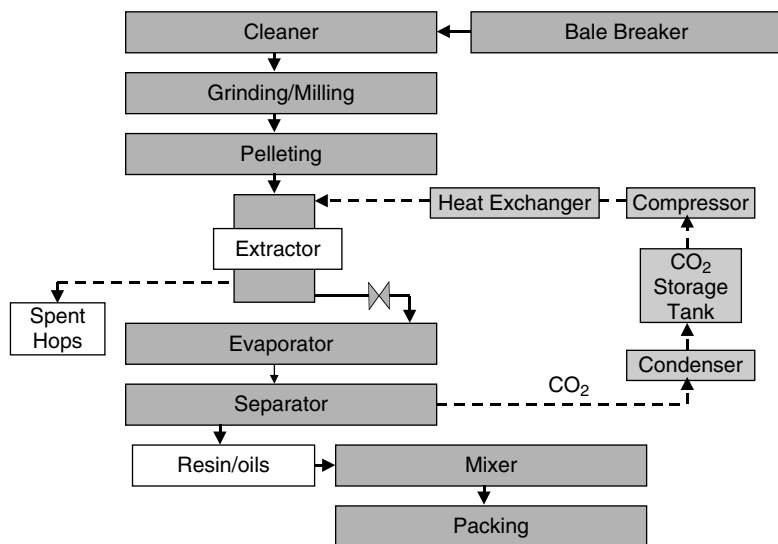 Cleaner
Bale Breaker
Grinding/Milling
Pelleting
Heat Exchanger
Compressor
Extractor
CO₂
Storage
Tank
Spent
Hops
Evaporator
Condenser
Separator
CO₂
Resin/oils
Mixer
Packing